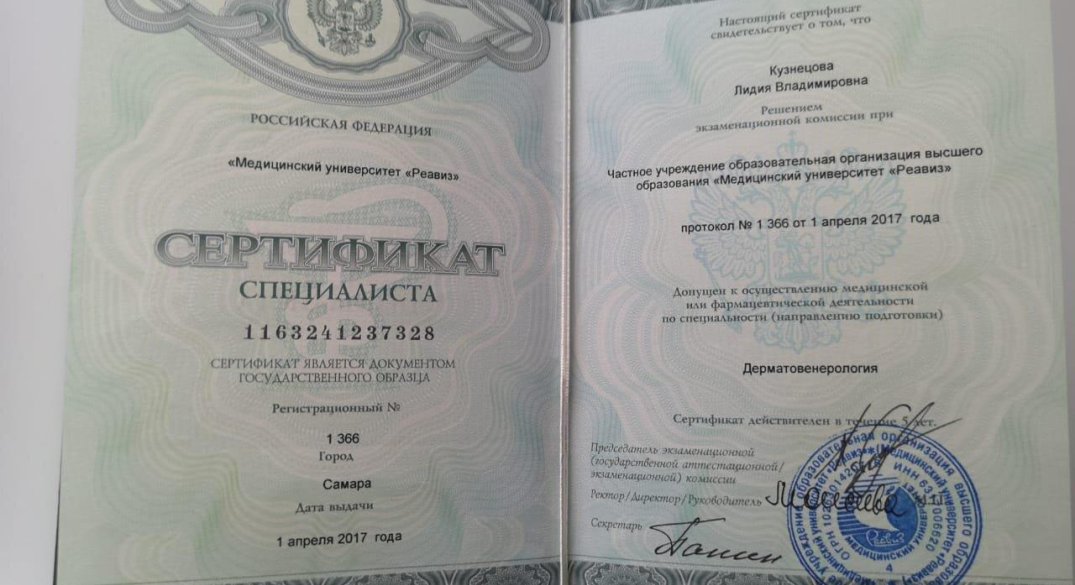 РОССИЙСКАЯ ФЕДЕРАЦИЯ
«Медицинский университет «Реавиз»
СЕРТИФИКАТ
СПЕЦИАЛИСТА
1163241237328
СЕРТИФИКАТ ЯВЛЯЕТСЯ ДОКУМЕНТОМ
ГОСУДАРСТВЕННОГО ОБРАЗЦА
Регистрационный №
1 366
Город
Самара
Дата выдачи
1 апреля 2017 года
Настоящий сертификат
свидетельствует о том, что
Кузнецова
Лидия Владимировна
Решением
экзаменационной комиссии при
Частное учреждение образовательная организация высшего
образования «Медицинский университет «Реавиз»
протокол № 1 366 от 1 апреля 2017 года
Допущен к осуществлению медицинской
или фармацевтической деятельности
по специальности (направлению подготовки)
Дерматовенерология
Сертификат действителен в течение 5 лет.
Председатель экзаменационной
(государственной аттестационной/
экзаменационной) комиссии
Ректор/Директор/Руководитель
Секретарь
Реавиз
МЕДИЦИНСКИЙ
4